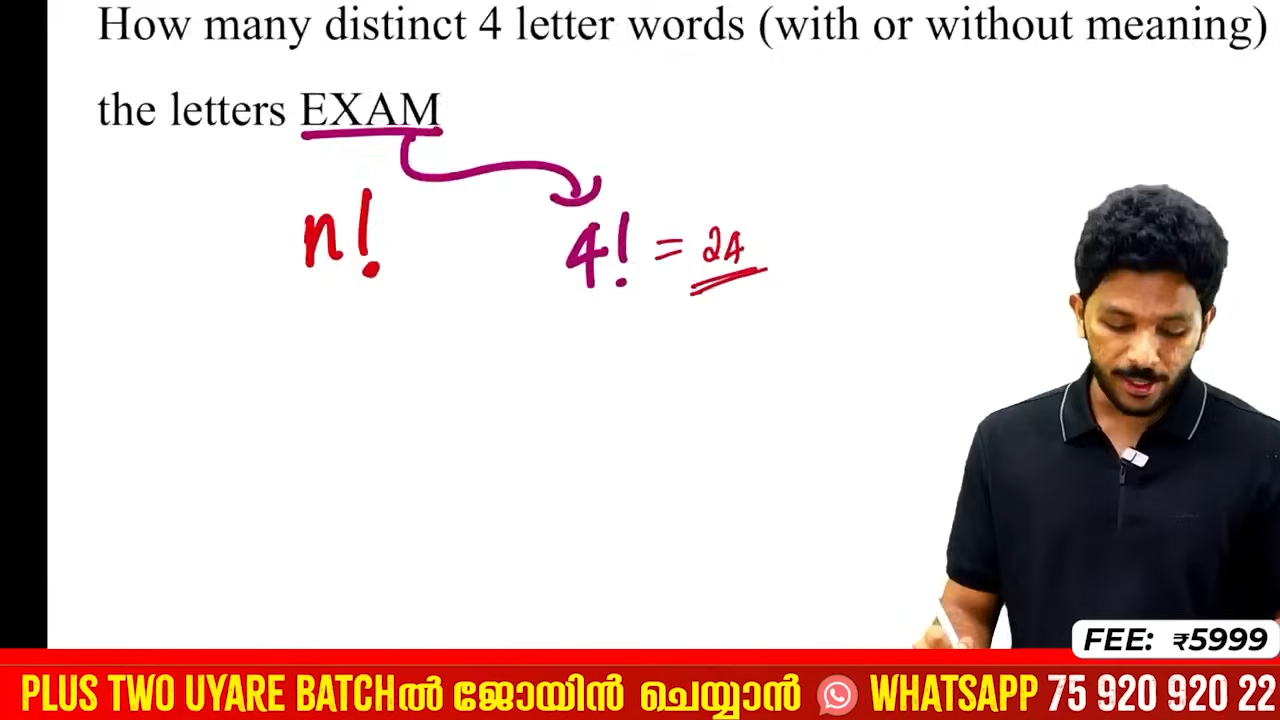 How many distinct 4 letter words (with or without meaning)
the letters EXAM
n! 4! = 24
FEE: ₹5999
PLUS TWO UYARE BATCHൽ ജോയിൻ ചെയ്യാൻ WHATSAPP 75 920 920 22